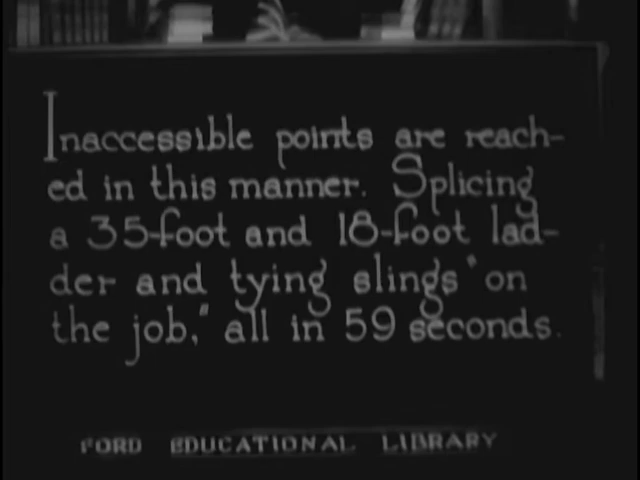 Inaccessible points are reach-
ed in this manner. Splicing
a 35-foot and 18-foot lad-
der and tying slings "on
the job," all in 59 seconds.
FORD EDUCATIONAL LIBRARY